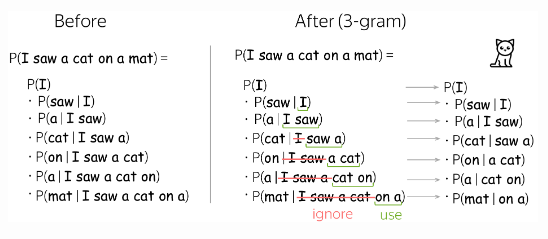 Before
P(I saw a cat on a mat) =
P(I)
· P(saw | I)
· P(a | I saw)
· P(cat | I saw a)
· P(on | I saw a cat)
· P(a | I saw a cat on)
· P(mat | I saw a cat on a)
After (3-gram)
P(I saw a cat on a mat) =
P(I)
· P(saw | I)
· P(a | I saw)
· P(cat | I saw a)
· P(on | I saw a cat)
· P(a | I saw a cat on)
· P(mat | I saw a cat on a)
ignore use
P(I)
· P(saw | I)
· P(a | I saw)
· P(cat | saw a)
· P(on | a cat)
· P(a | cat on)
· P(mat | on a)